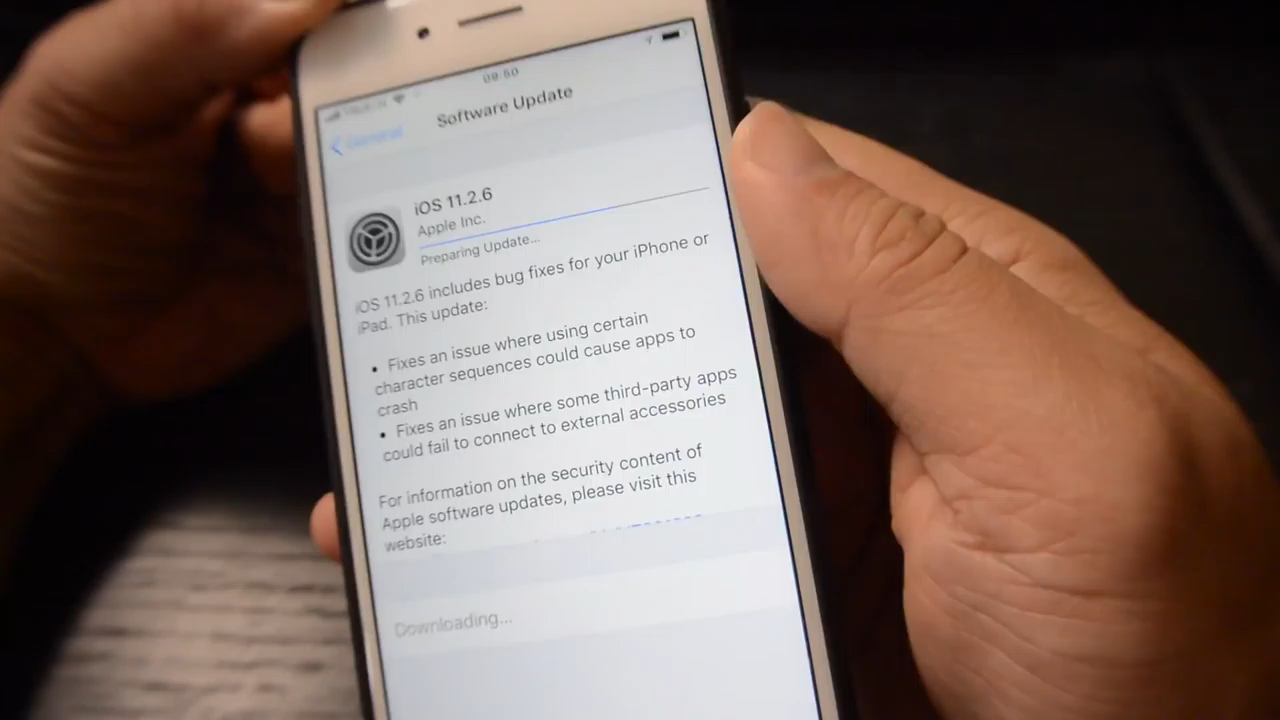 09:50
General
Software Update
iOS 11.2.6
Apple Inc.
Preparing Update...
iOS 11.2.6 includes bug fixes for your iPhone or
iPad. This update:
• Fixes an issue where using certain
character sequences could cause apps to
crash
• Fixes an issue where some third-party apps
could fail to connect to external accessories
For information on the security content of
Apple software updates, please visit this
website:
Downloading...